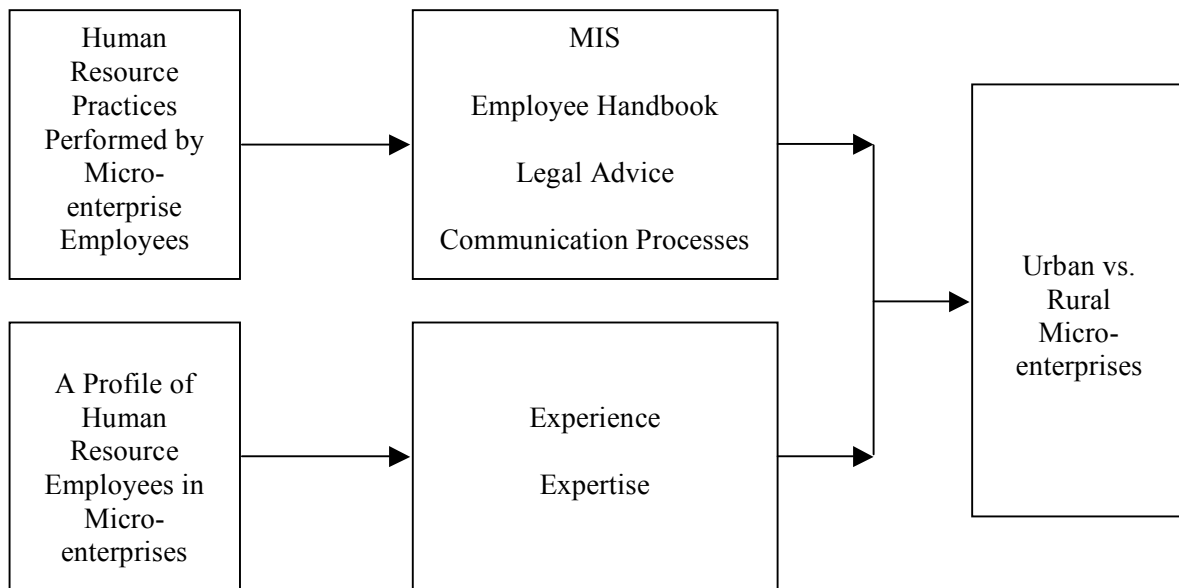 Human
Resource
Practices
Performed by
Micro-
enterprise
Employees
MIS
Employee Handbook
Legal Advice
Communication Processes
A Profile of
Human
Resource
Employees in
Micro-
enterprises
Experience
Expertise
Urban vs.
Rural
Micro-
enterprises